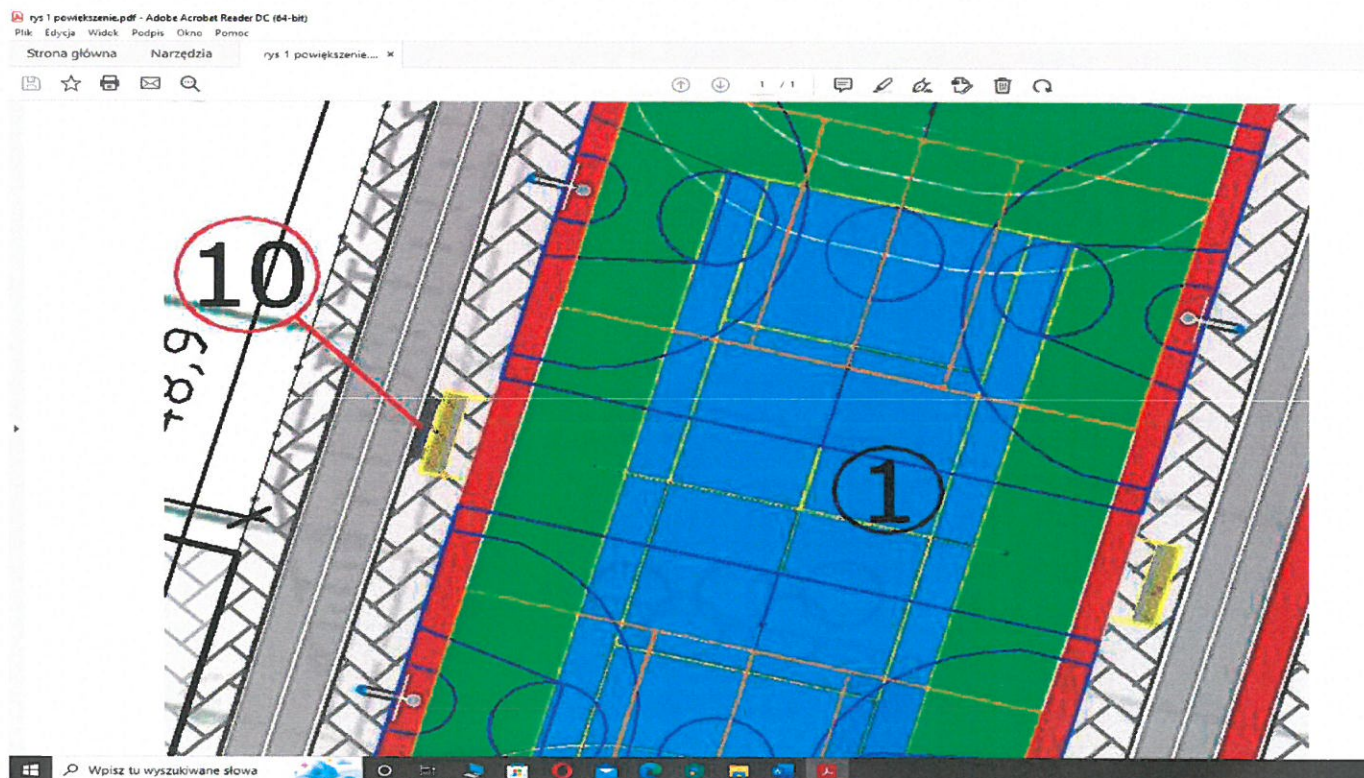 rys 1 powiększenie.pdf - Adobe Acrobat Reader DC (64-bit)
Plik Edycja Widok Podpis Okno Pomoc
Strona główna Narzędzia rys 1 powiększenie.... ×
1 / 1
10
1
Wpisz tu wyszukiwane słowa